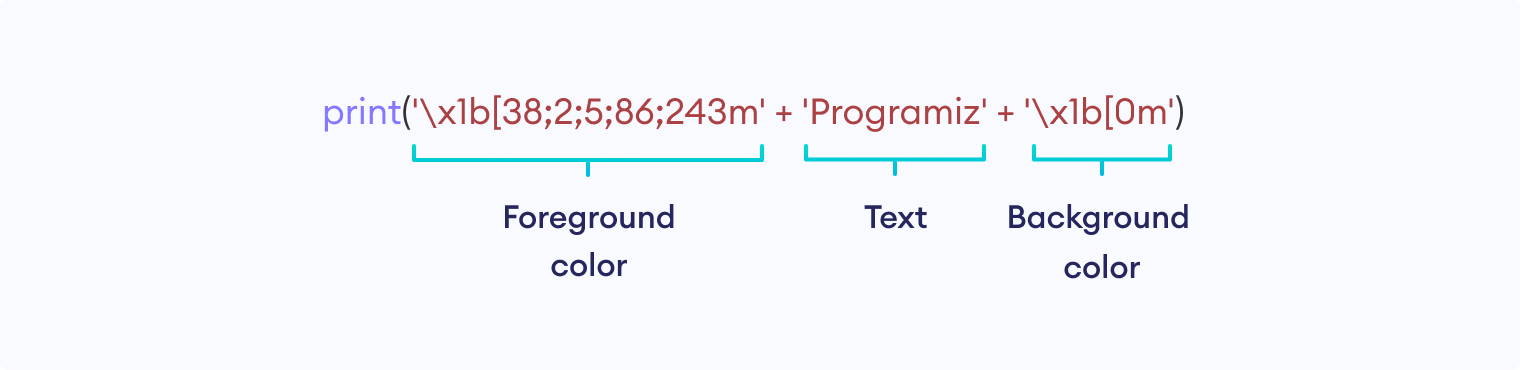 print('\x1b[38;2;5;86;243m' + 'Programiz' + '\x1b[0m')
Foreground color
Text
Background color